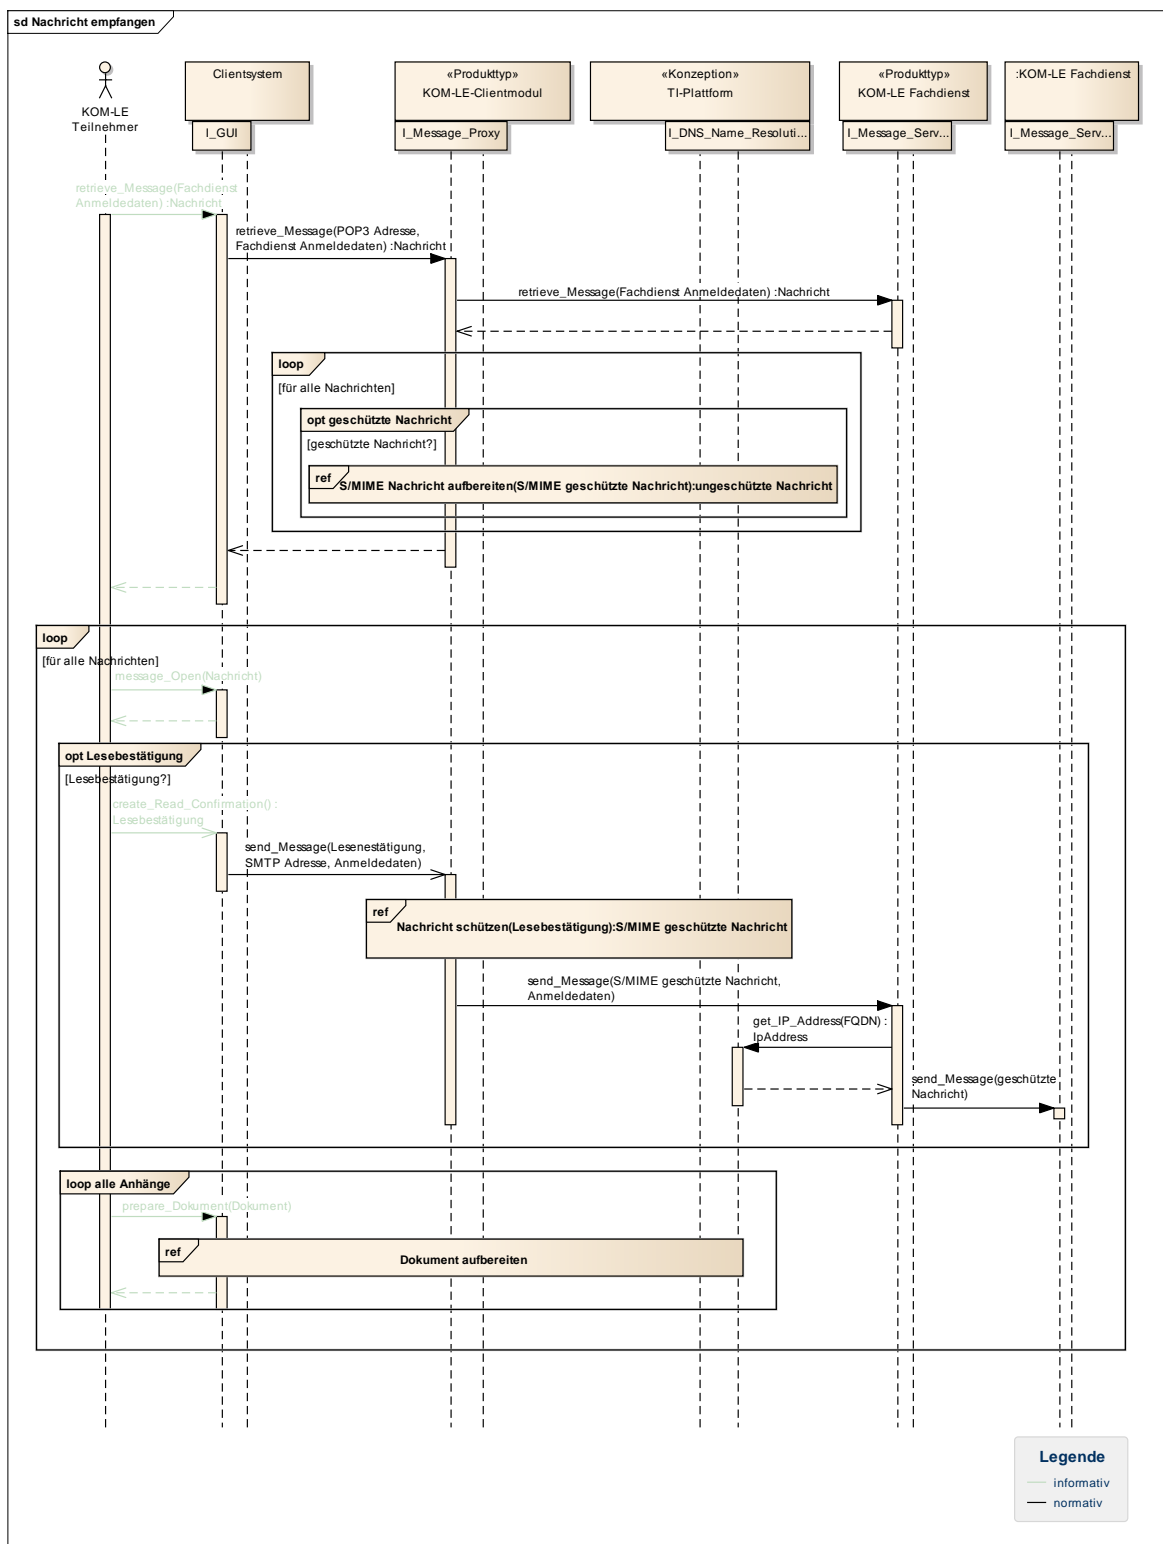 sd Nachricht empfangen
KOM-LE
Teilnehmer
Clientsystem
I_GUI
«Produkttyp»
KOM-LE-Clientmodul
I_Message_Proxy
«Konzeption»
TI-Plattform
I_DNS_Name_Resoluti...
«Produkttyp»
KOM-LE Fachdienst
I_Message_Serv...
:KOM-LE Fachdienst
I_Message_Serv...
retrieve_Message(Fachdienst
Anmeldedaten) :Nachricht
retrieve_Message(POP3 Adresse,
Fachdienst Anmeldedaten) :Nachricht
retrieve_Message(Fachdienst Anmeldedaten) :Nachricht
loop
[für alle Nachrichten]
opt geschützte Nachricht
[geschützte Nachricht?]
ref
S/MIME Nachricht aufbereiten(S/MIME geschützte Nachricht):ungeschützte Nachricht
loop
[für alle Nachrichten]
message_Open(Nachricht)
opt Lesebestätigung
[Lesebestätigung?]
create_Read_Confirmation() :
Lesebestätigung
send_Message(Lesenestätigung,
SMTP Adresse, Anmeldedaten)
ref
Nachricht schützen(Lesebestätigung):S/MIME geschützte Nachricht
send_Message(S/MIME geschützte Nachricht,
Anmeldedaten)
get_IP_Address(FQDN) :
IpAddress
send_Message(geschützte
Nachricht)
loop alle Anhänge
prepare_Dokument(Dokument)
ref
Dokument aufbereiten
Legende
informativ
normativ